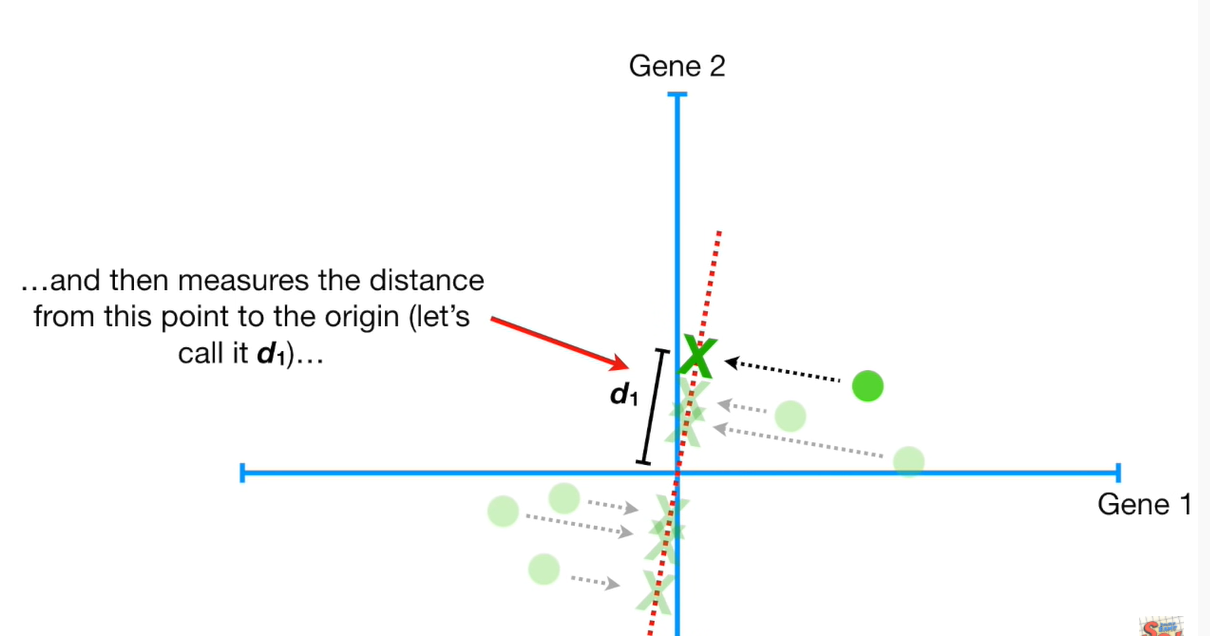 Gene 2
…and then measures the distance
from this point to the origin (let’s
call it d₁)…
d₁
Gene 1